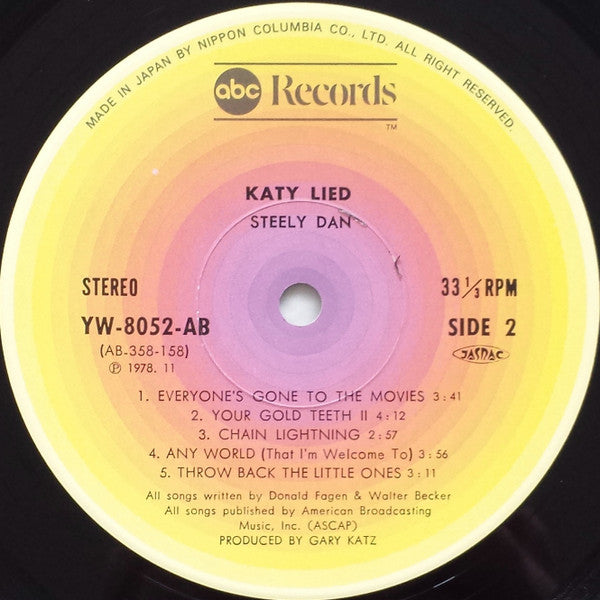 MADE IN JAPAN BY NIPPON COLUMBIA CO., LTD. ALL RIGHT RESERVED.
abc Records
TM
KATY LIED
STEELY DAN
STEREO
33 1/3 RPM
YW-8052-AB
SIDE 2
(AB-358-158)
JASRAC
℗ 1978. 11
1. EVERYONE'S GONE TO THE MOVIES 3:41
2. YOUR GOLD TEETH II 4:12
3. CHAIN LIGHTNING 2:57
4. ANY WORLD (That I'm Welcome To) 3:56
5. THROW BACK THE LITTLE ONES 3:11
All songs written by Donald Fagen & Walter Becker
All songs published by American Broadcasting
Music, Inc. (ASCAP)
PRODUCED BY GARY KATZ